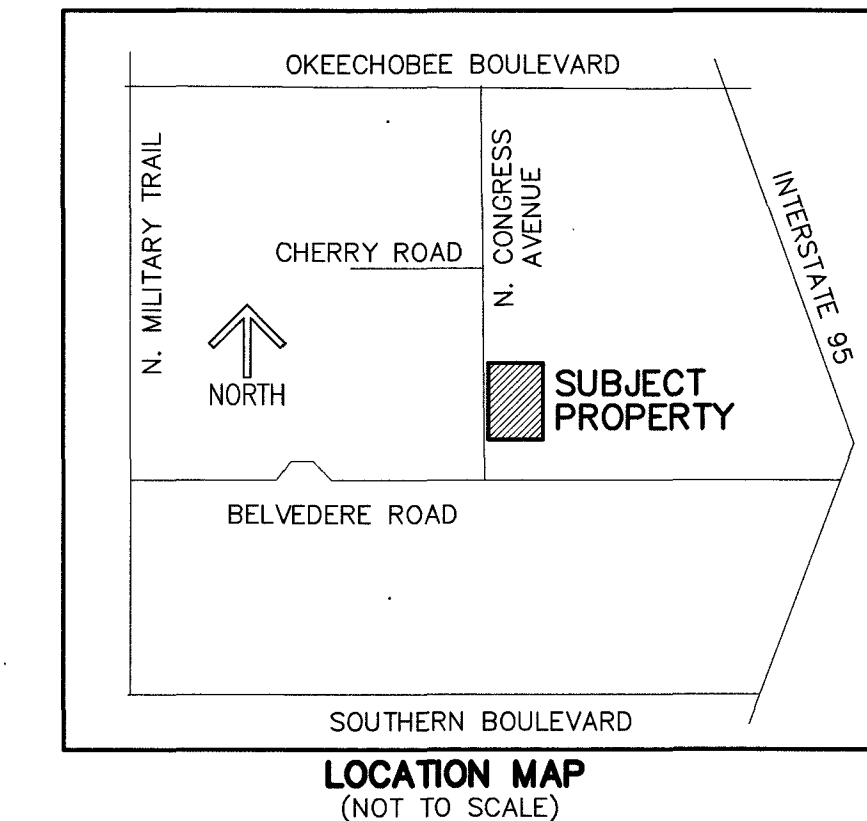 OKEECHOBEE BOULEVARD
N. MILITARY TRAIL
N. CONGRESS
AVENUE
INTERSTATE 95
CHERRY ROAD
NORTH
SUBJECT
PROPERTY
BELVEDERE ROAD
SOUTHERN BOULEVARD
LOCATION MAP
(NOT TO SCALE)